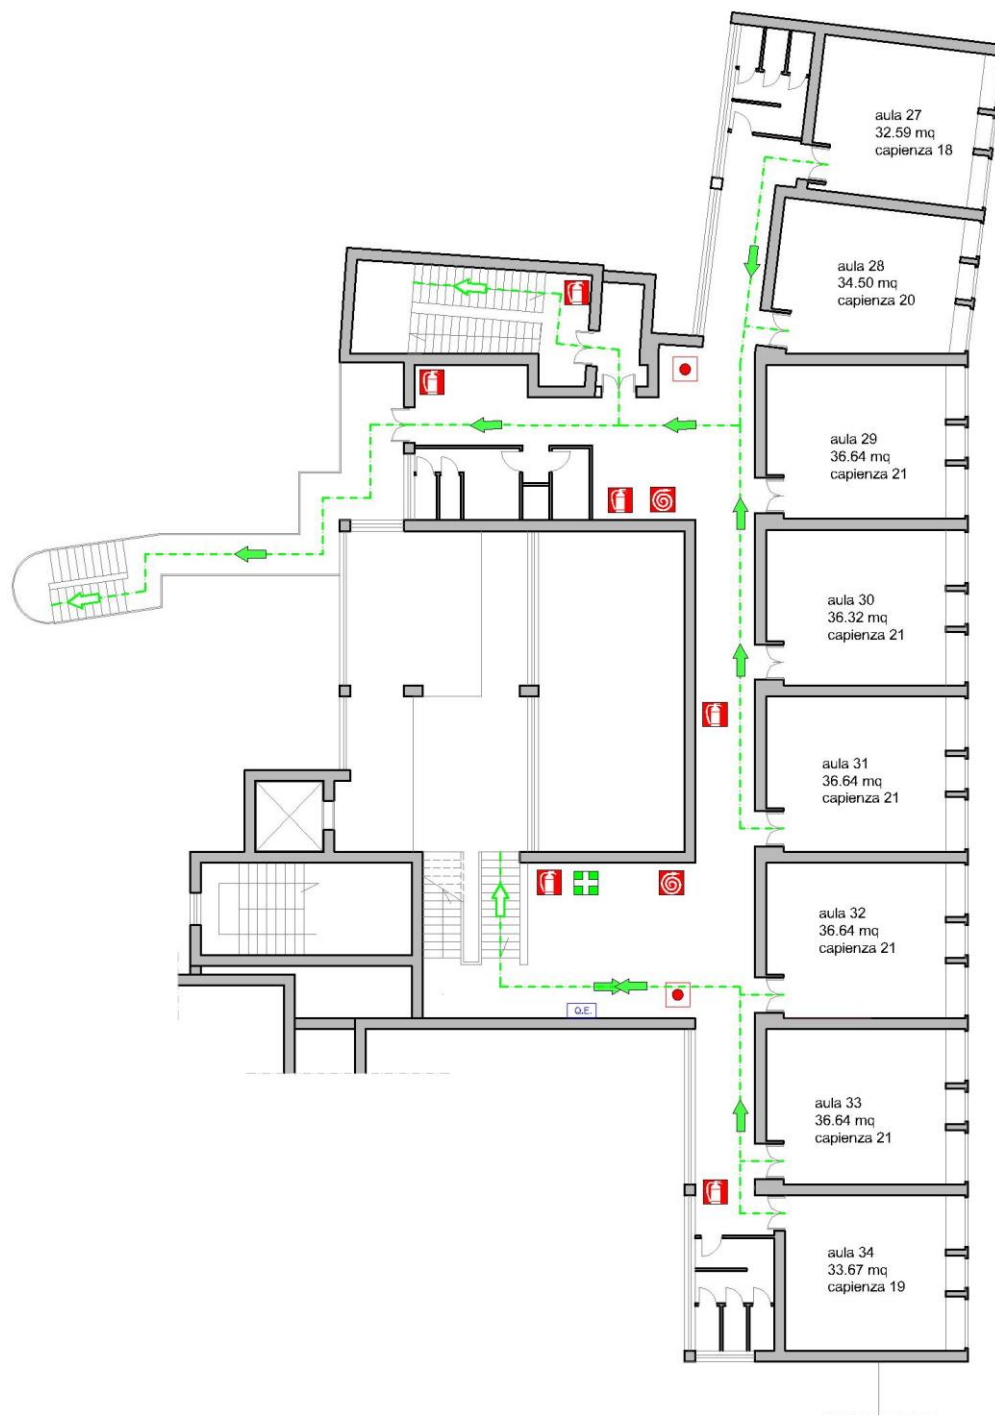 aula 27
32.59 mq
capienza 18
aula 28
34.50 mq
capienza 20
aula 29
36.64 mq
capienza 21
aula 30
36.32 mq
capienza 21
aula 31
36.64 mq
capienza 21
aula 32
36.64 mq
capienza 21
Q.E.
aula 33
36.64 mq
capienza 21
aula 34
33.67 mq
capienza 19